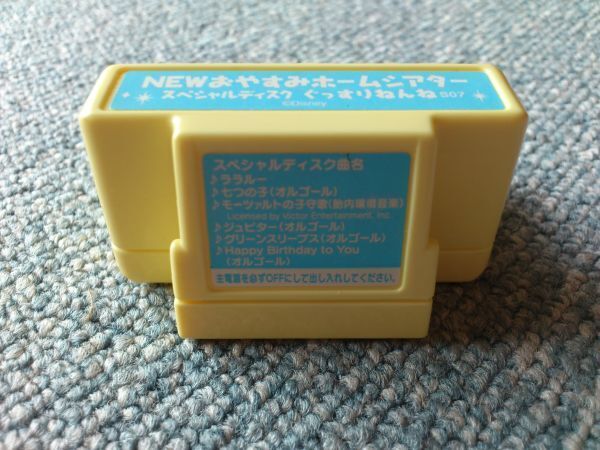 NEWおやすみホームシアター
スペシャルディスク ぐっすりねんね B07
©Disney
スペシャルディスク曲名
♪ララルー
♪七つの子(オルゴール)
♪モーツァルトの子守歌(胎内環境音楽)
Licensed by Victor Entertainment, Inc.
♪ジュピター(オルゴール)
♪グリーンスリーブス(オルゴール)
♪Happy Birthday to You
(オルゴール)
主電源を必ずOFFにして出し入れしてください。